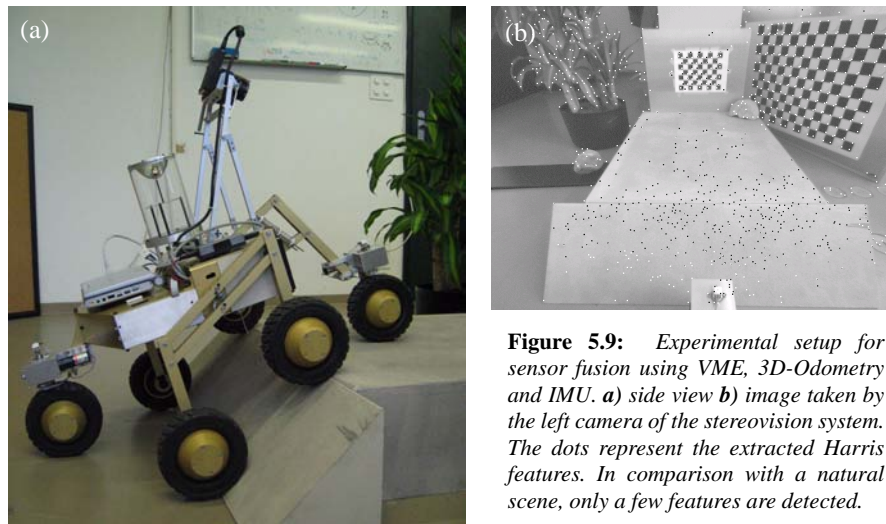 (a)
(b)
Figure 5.9: Experimental setup for
sensor fusion using VME, 3D-Odometry
and IMU. a) side view b) image taken by
the left camera of the stereovision system.
The dots represent the extracted Harris
features. In comparison with a natural
scene, only a few features are detected.